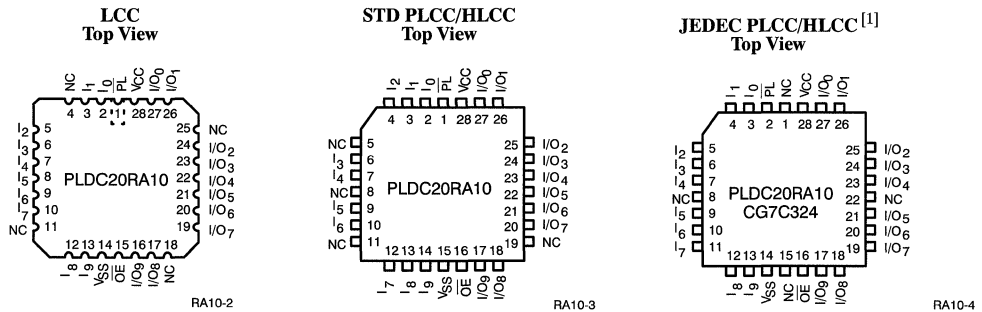 LCC
Top View
NC I1 I0 PL VCC I/O0 I/O1
4 3 2 1 28 27 26
I2 5
I3 6
I4 7
I5 8
I6 9
I7 10
NC 11
PLDC20RA10
25 NC
24 I/O2
23 I/O3
22 I/O4
21 I/O5
20 I/O6
19 I/O7
12 13 14 15 16 17 18
I8 I9 VSS OE I/O9 I/O8 NC
RA10-2
STD PLCC/HLCC
Top View
I2 I1 I0 PL VCC I/O0 I/O1
4 3 2 1 28 27 26
NC 5
I3 6
I4 7
NC 8
I5 9
I6 10
NC 11
PLDC20RA10
25 I/O2
24 I/O3
23 I/O4
22 I/O5
21 I/O6
20 I/O7
19 NC
12 13 14 15 16 17 18
I7 I8 I9 VSS OE I/O9 I/O8
RA10-3
JEDEC PLCC/HLCC [1]
Top View
I1 I0 PL NC VCC I/O0 I/O1
4 3 2 1 28 27 26
I2 5
I3 6
I4 7
NC 8
I5 9
I6 10
I7 11
PLDC20RA10
CG7C324
25 I/O2
24 I/O3
23 I/O4
22 NC
21 I/O5
20 I/O6
19 I/O7
12 13 14 15 16 17 18
I8 I9 VSS NC OE I/O9 I/O8
RA10-4